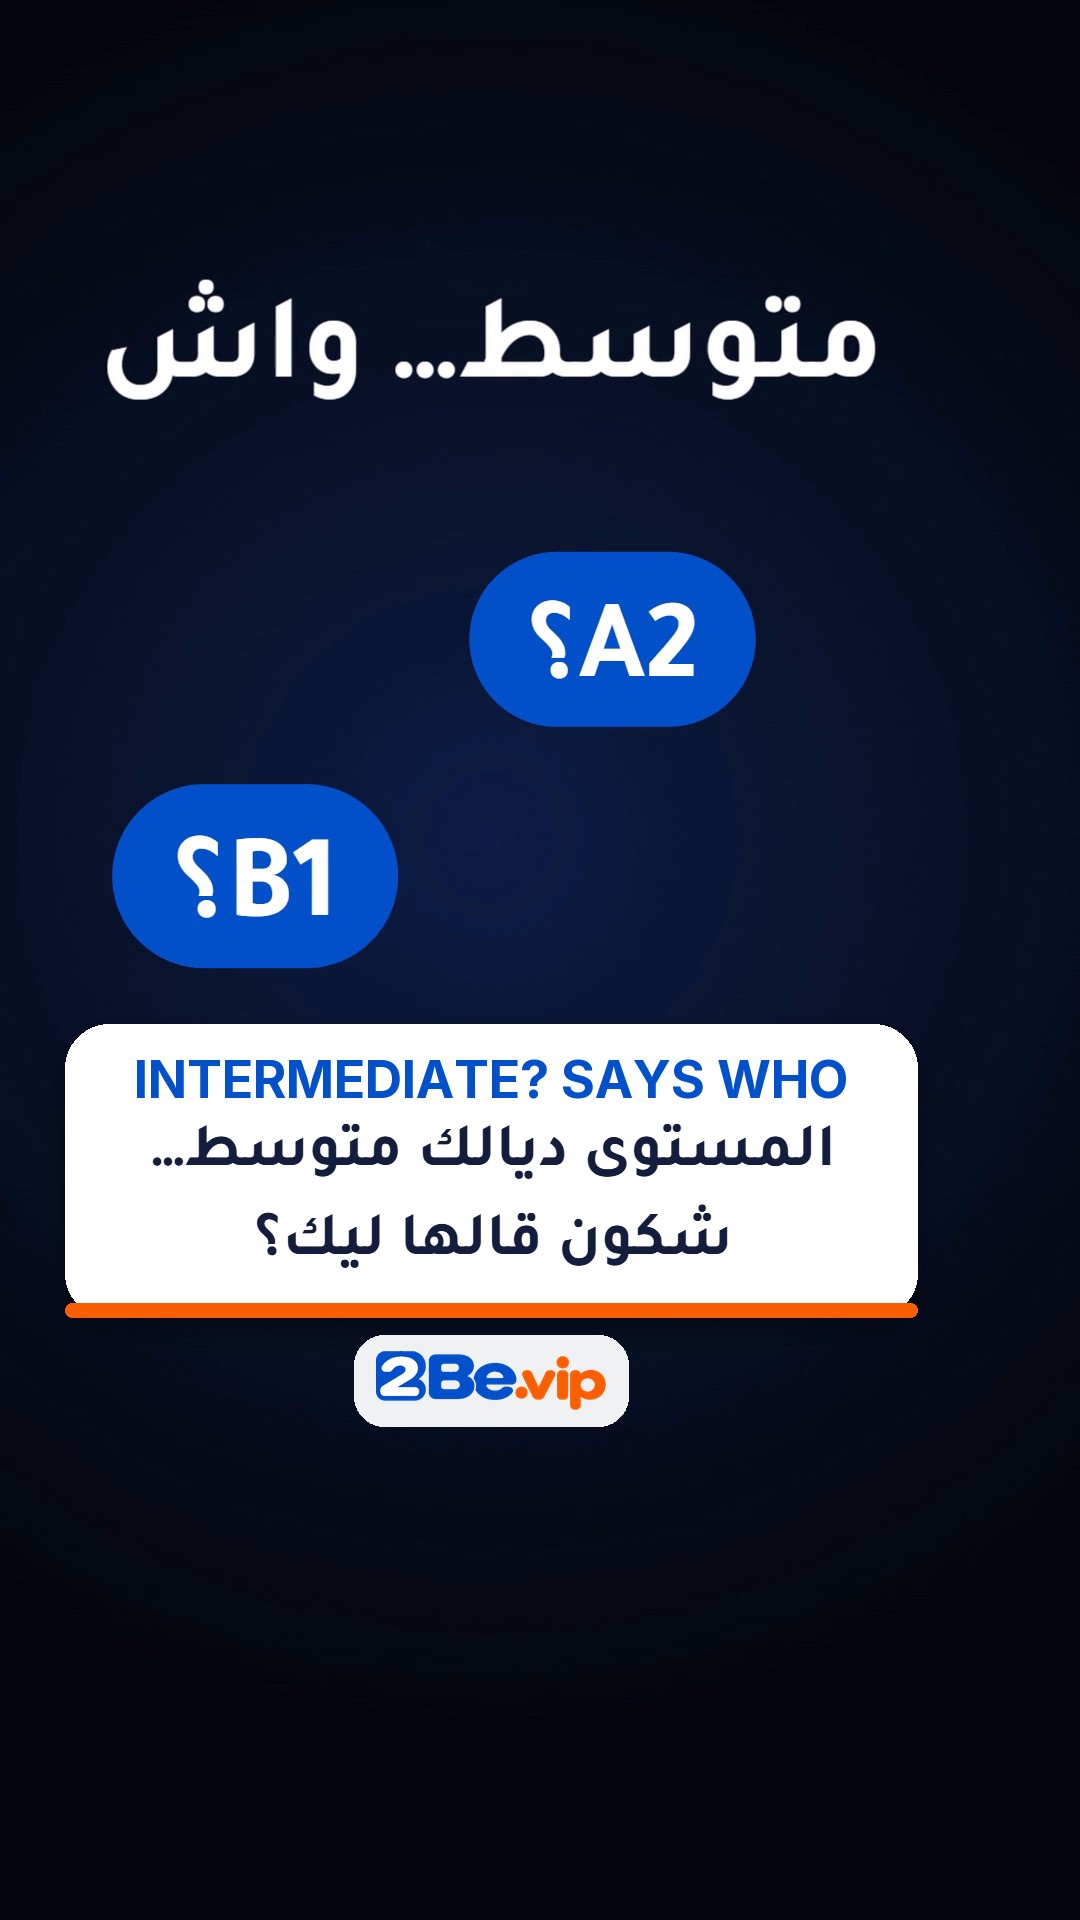 متوسط... واش
A2؟
B1؟
INTERMEDIATE? SAYS WHO
المستوى ديالك متوسط...
شكون قالها ليك؟
2Be.vip